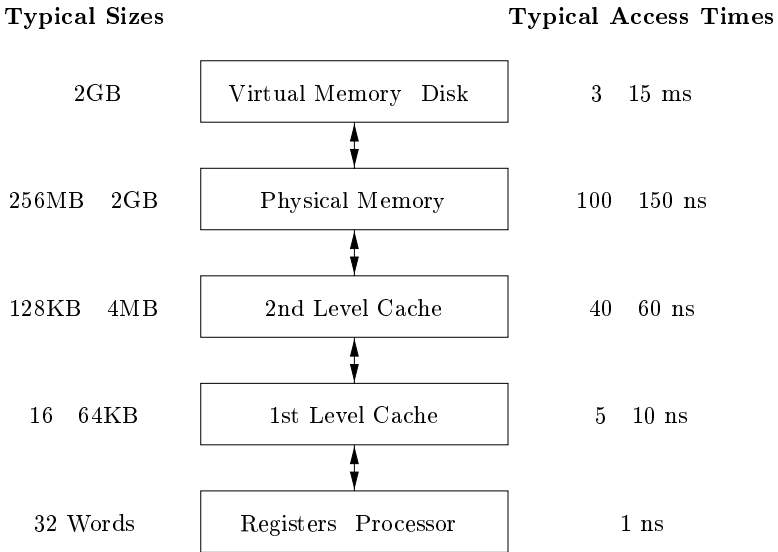 Typical Sizes Typical Access Times
2GB Virtual Memory Disk 3 15 ms
256MB 2GB Physical Memory 100 150 ns
128KB 4MB 2nd Level Cache 40 60 ns
16 64KB 1st Level Cache 5 10 ns
32 Words Registers Processor 1 ns